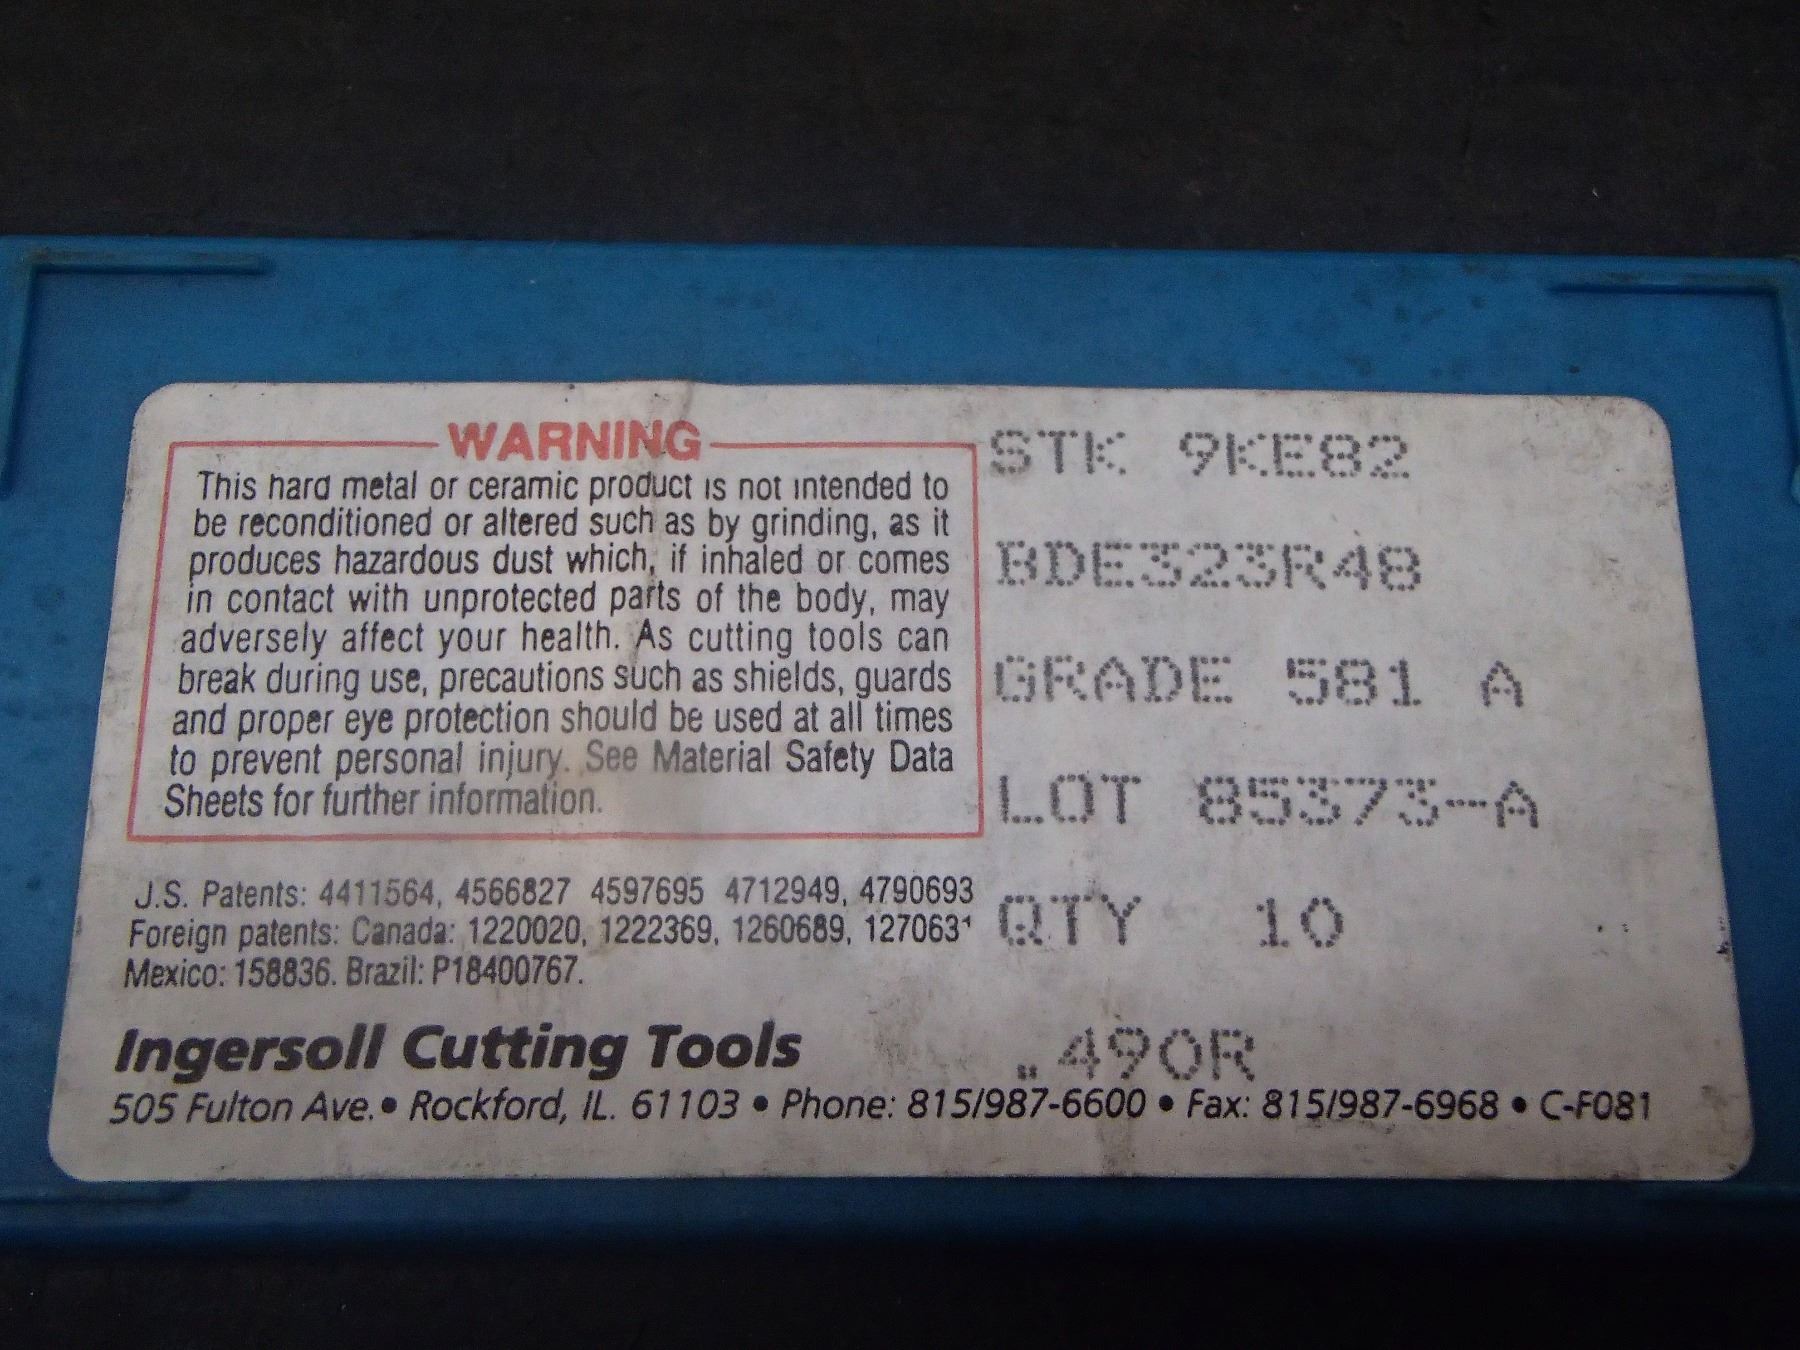 WARNING
This hard metal or ceramic product is not intended to
be reconditioned or altered such as by grinding, as it
produces hazardous dust which, if inhaled or comes
in contact with unprotected parts of the body, may
adversely affect your health. As cutting tools can
break during use, precautions such as shields, guards
and proper eye protection should be used at all times
to prevent personal injury. See Material Safety Data
Sheets for further information.
J.S. Patents: 4411564, 4566827 4597695 4712949, 4790693
Foreign patents: Canada: 1220020, 1222369, 1260689, 1270631
Mexico: 158836. Brazil: P18400767.
STK 9KE82
BDE323R48
GRADE 581 A
LOT 85373-A
QTY 10
.490R
Ingersoll Cutting Tools
505 Fulton Ave. • Rockford, IL. 61103 • Phone: 815/987-6600 • Fax: 815/987-6968 • C-F081